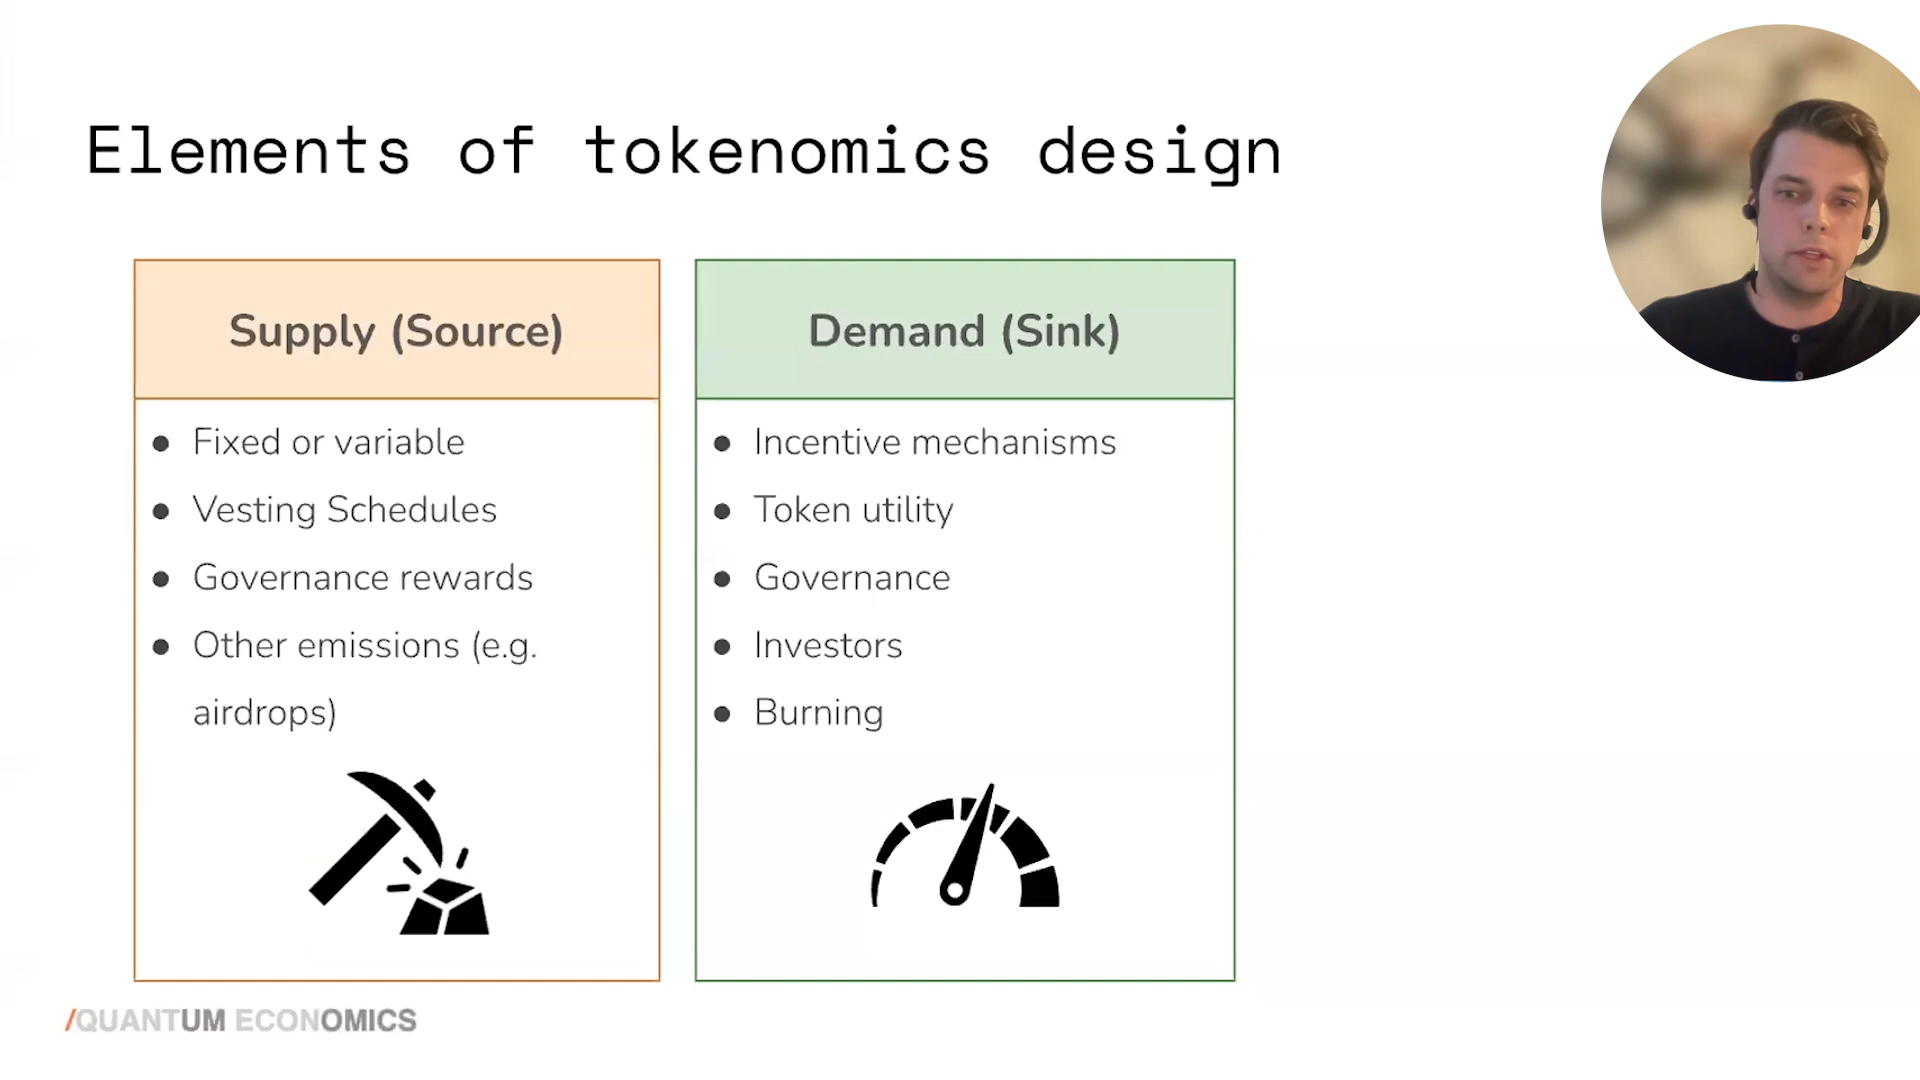 Elements of tokenomics design
Supply (Source)
● Fixed or variable
● Vesting Schedules
● Governance rewards
● Other emissions (e.g.
airdrops)
Demand (Sink)
● Incentive mechanisms
● Token utility
● Governance
● Investors
● Burning
/QUANTUM ECONOMICS